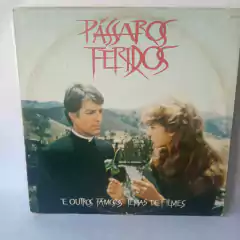 PÁSSAROS
FERIDOS
E OUTROS FAMOSOS TEMAS DE FILMES